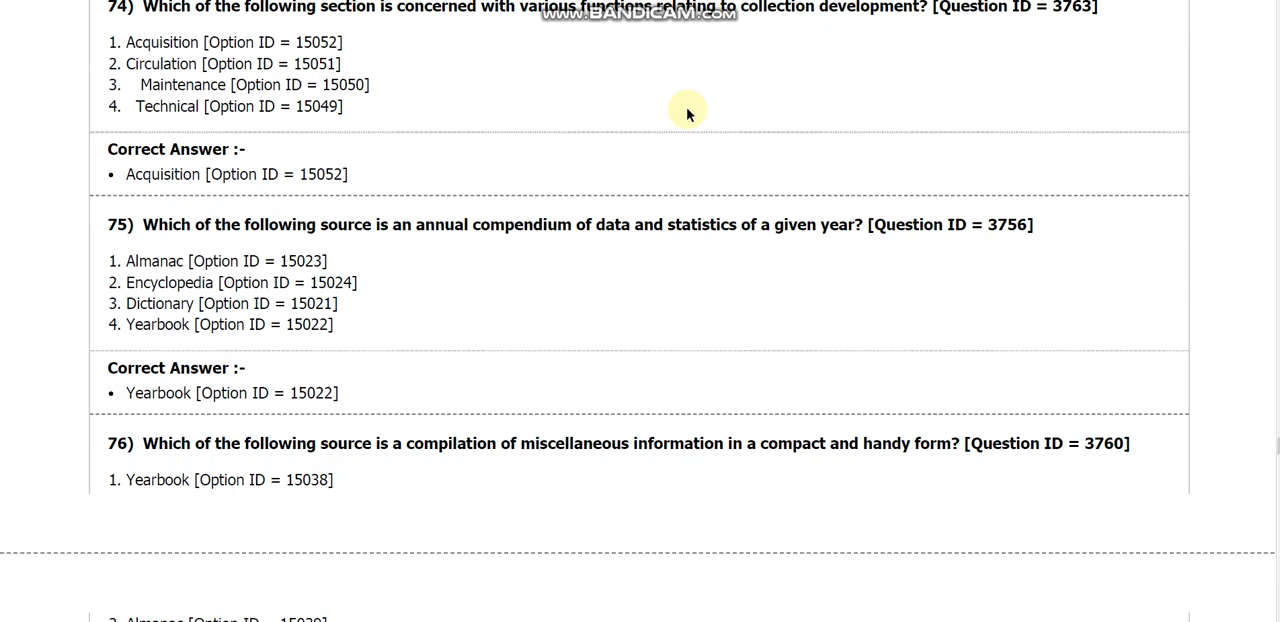 74) Which of the following section is concerned with various functions relating to collection development? [Question ID = 3763]
www.BANDICAM.com
1. Acquisition [Option ID = 15052]
2. Circulation [Option ID = 15051]
3. Maintenance [Option ID = 15050]
4. Technical [Option ID = 15049]
Correct Answer :-
• Acquisition [Option ID = 15052]
75) Which of the following source is an annual compendium of data and statistics of a given year? [Question ID = 3756]
1. Almanac [Option ID = 15023]
2. Encyclopedia [Option ID = 15024]
3. Dictionary [Option ID = 15021]
4. Yearbook [Option ID = 15022]
Correct Answer :-
• Yearbook [Option ID = 15022]
76) Which of the following source is a compilation of miscellaneous information in a compact and handy form? [Question ID = 3760]
1. Yearbook [Option ID = 15038]
2. Almanac [Option ID = 15039]